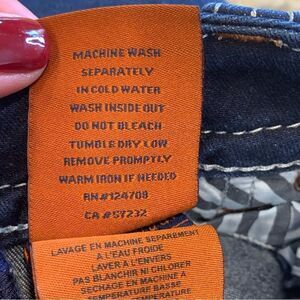 MACHINE WASH
SEPARATELY
IN COLD WATER
WASH INSIDE OUT
DO NOT BLEACH
TUMBLE DRY LOW
REMOVE PROMPTLY
WARM IRON IF NEEDED
RN#124709
CA#57232
LAVAGE EN MACHINE SEPAREMENT
A L'EAU FROIDE
LAVER A L'ENVERS
PAS BLANCHIR NI CHLORER
SECHAGE EN MACHINE
TEMPERATURE BASSE